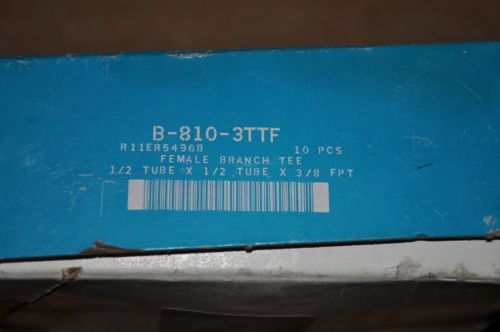 B-810-3TTF
R11ER5496B 10 PCS
FEMALE BRANCH TEE
1/2 TUBE X 1/2 TUBE X 3/8 FPT